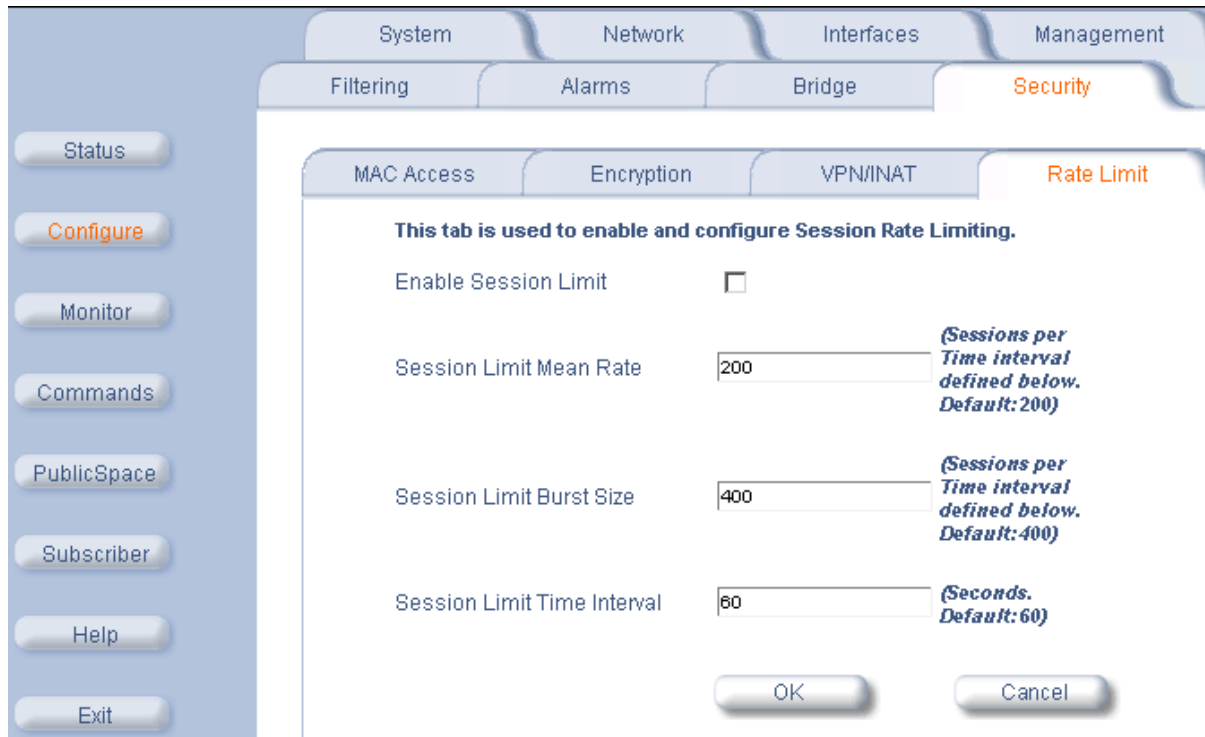 System Network Interfaces Management
Filtering Alarms Bridge Security
Status
MAC Access Encryption VPN/INAT Rate Limit
Configure
This tab is used to enable and configure Session Rate Limiting.
Enable Session Limit
Monitor
Session Limit Mean Rate 200
(Sessions per
Time interval
defined below.
Default:200)
Commands
PublicSpace
Session Limit Burst Size 400
(Sessions per
Time interval
defined below.
Default:400)
Subscriber
Session Limit Time Interval 60
(Seconds.
Default:60)
Help
OK Cancel
Exit